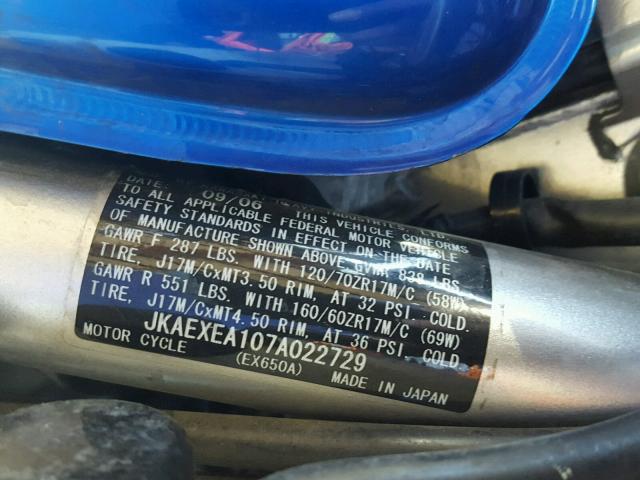 DATE: 09/06 INDUSTRIES, LTD.
THIS VEHICLE CONFORMS
TO ALL APPLICABLE FEDERAL MOTOR VEHICLE
SAFETY STANDARDS IN EFFECT ON THE DATE
OF MANUFACTURE SHOWN ABOVE GVWR 838 LBS
GAWR F 287 LBS. WITH 120/70ZR17M/C (58W)
TIRE, J17M/CxMT3.50 RIM, AT 32 PSI COLD.
GAWR R 551 LBS. WITH 160/60ZR17M/C (69W)
TIRE, J17M/CxMT4.50 RIM, AT 36 PSI COLD
JKAEXEA107A022729
MOTOR CYCLE (EX650A) MADE IN JAPAN